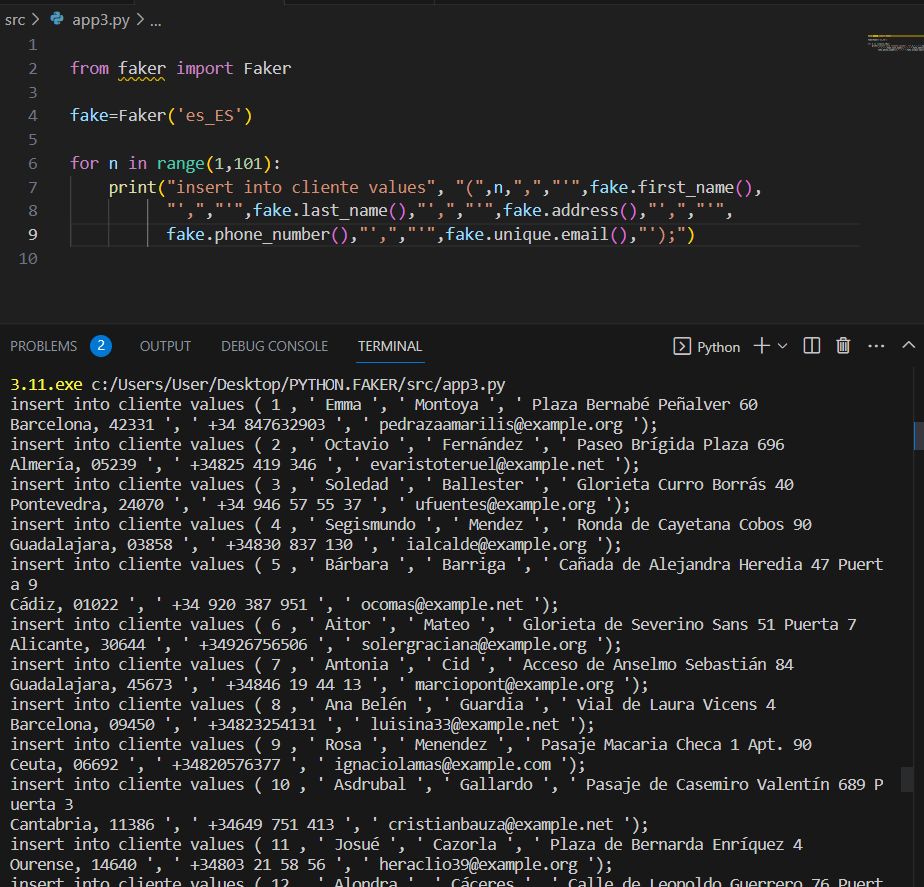 src > app3.py > ...
1
2 from faker import Faker
3
4 fake=Faker('es_ES')
5
6 for n in range(1,101):
7 print("insert into cliente values", "(",n,",","'",fake.first_name(),
8 "',","'",fake.last_name(),"',","'",fake.address(),"',","'",
9 fake.phone_number(),"',","'",fake.unique.email(),"');")
10
PROBLEMS 2 OUTPUT DEBUG CONSOLE TERMINAL Python
3.11.exe c:/Users/User/Desktop/PYTHON.FAKER/src/app3.py
insert into cliente values ( 1 , ' Emma ', ' Montoya ', ' Plaza Bernabé Peñalver 60
Barcelona, 42331 ', ' +34 847632903 ', ' pedrazaamarilis@example.org ');
insert into cliente values ( 2 , ' Octavio ', ' Fernández ', ' Paseo Brígida Plaza 696
Almería, 05239 ', ' +34825 419 346 ', ' evaristoteruel@example.net ');
insert into cliente values ( 3 , ' Soledad ', ' Ballester ', ' Glorieta Curro Borrás 40
Pontevedra, 24070 ', ' +34 946 57 55 37 ', ' ufuentes@example.org ');
insert into cliente values ( 4 , ' Segismundo ', ' Mendez ', ' Ronda de Cayetana Cobos 90
Guadalajara, 03858 ', ' +34830 837 130 ', ' ialcalde@example.org ');
insert into cliente values ( 5 , ' Bárbara ', ' Barriga ', ' Cañada de Alejandra Heredia 47 Puert
a 9
Cádiz, 01022 ', ' +34 920 387 951 ', ' ocomas@example.net ');
insert into cliente values ( 6 , ' Aitor ', ' Mateo ', ' Glorieta de Severino Sans 51 Puerta 7
Alicante, 30644 ', ' +34926756506 ', ' solergraciana@example.org ');
insert into cliente values ( 7 , ' Antonia ', ' Cid ', ' Acceso de Anselmo Sebastián 84
Guadalajara, 45673 ', ' +34846 19 44 13 ', ' marciopont@example.org ');
insert into cliente values ( 8 , ' Ana Belén ', ' Guardia ', ' Vial de Laura Vicens 4
Barcelona, 09450 ', ' +34823254131 ', ' luisina33@example.net ');
insert into cliente values ( 9 , ' Rosa ', ' Menendez ', ' Pasaje Macaria Checa 1 Apt. 90
Ceuta, 06692 ', ' +34820576377 ', ' ignaciolamas@example.com ');
insert into cliente values ( 10 , ' Asdrubal ', ' Gallardo ', ' Pasaje de Casemiro Valentín 689 P
uerta 3
Cantabria, 11386 ', ' +34649 751 413 ', ' cristianbauza@example.net ');
insert into cliente values ( 11 , ' Josué ', ' Cazorla ', ' Plaza de Bernarda Enríquez 4
Ourense, 14640 ', ' +34803 21 58 56 ', ' heraclio39@example.org ');
insert into cliente values ( 12 , ' Alondra ', ' Cáceres ', ' Calle de Leopoldo Guerrero 76 Puert